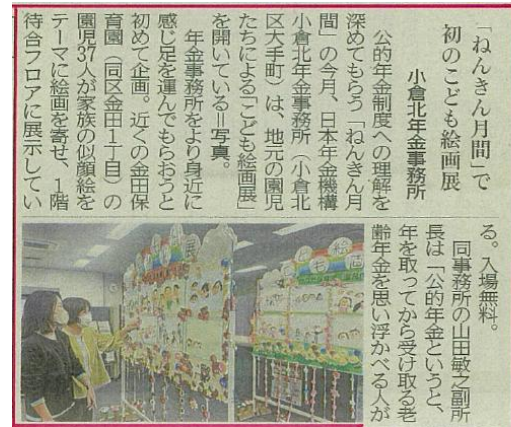 「ねんきん月間」で
初のこども絵画展
小倉北年金事務所
公的年金制度への理解を
深めてもらう「ねんきん月
間」の今月、日本年金機構
小倉北年金事務所（小倉北
区大手町）は、地元の園児
たちによる「こども絵画展」
を開いている＝写真。
年金事務所をより身近に
感じ足を運んでもらおうと
初めて企画。近くの金田保
育園（同区金田1丁目）の
園児37人が家族の似顔絵を
テーマに絵画を寄せ、1階
待合フロアに展示してい
る。入場無料。
同事務所の山田敏之副所
長は「公的年金というと、
年を取ってから受け取る老
齢年金を思い浮かべる人が